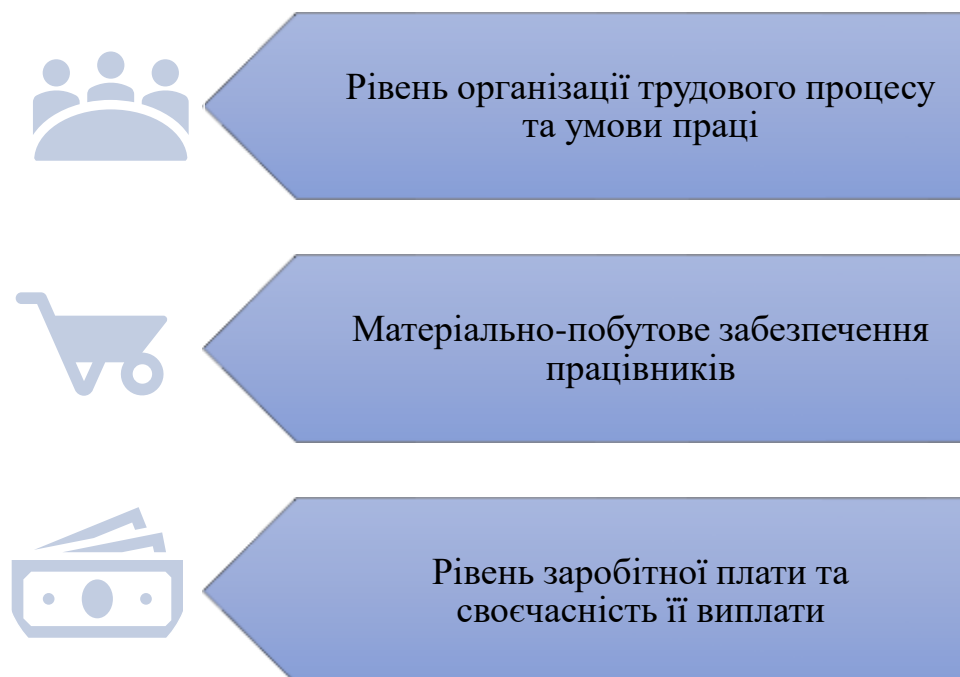 Рівень організації трудового процесу
та умови праці
Матеріально-побутове забезпечення
працівників
Рівень заробітної плати та
своєчасність її виплати